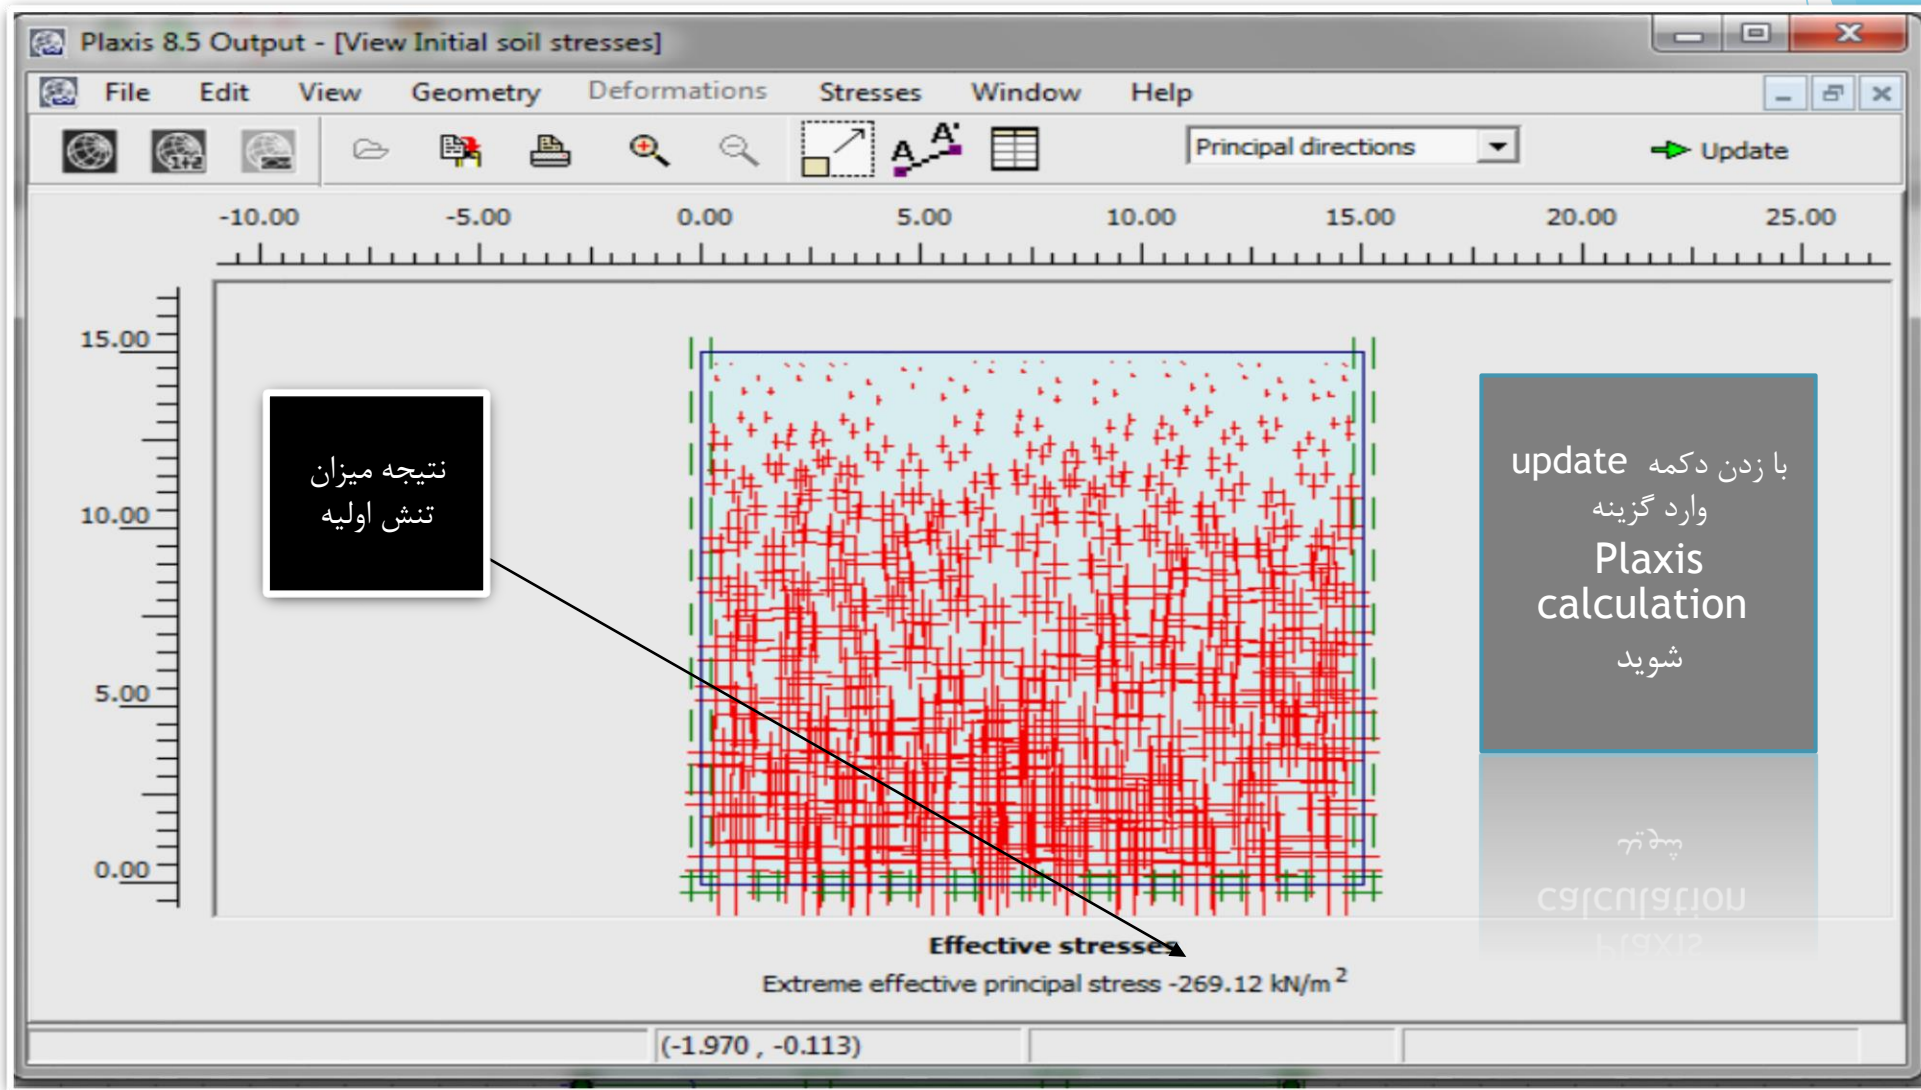 Plaxis 8.5 Output - [View Initial soil stresses]
File Edit View Geometry Deformations Stresses Window Help
1+2
A A* Principal directions Update
-10.00 -5.00 0.00 5.00 10.00 15.00 20.00 25.00
15.00
10.00
5.00
0.00
نتیجه میزان
تنش اولیه
با زدن دکمه update
وارد گزینه
Plaxis
calculation
شوید
Effective stresses
Extreme effective principal stress -269.12 kN/m²
(-1.970 , -0.113)